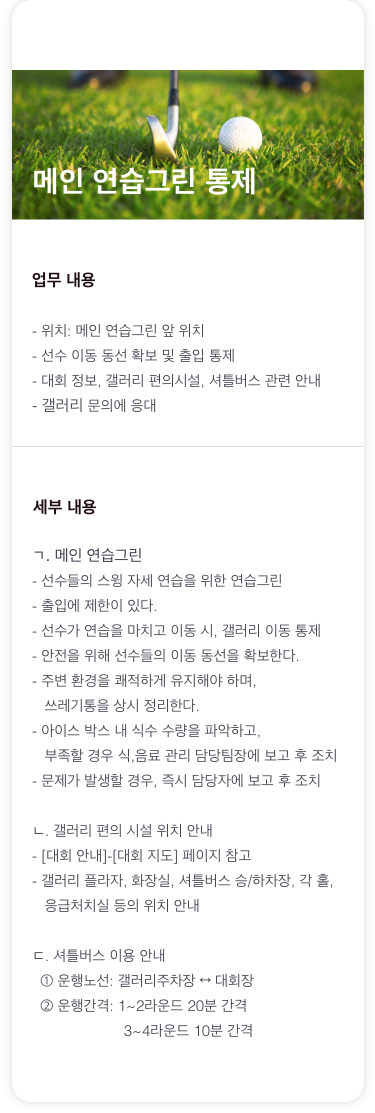 메인 연습그린 통제
업무 내용
- 위치: 메인 연습그린 앞 위치
- 선수 이동 동선 확보 및 출입 통제
- 대회 정보, 갤러리 편의시설, 셔틀버스 관련 안내
- 갤러리 문의에 응대
세부 내용
ㄱ. 메인 연습그린
- 선수들의 스윙 자세 연습을 위한 연습그린
- 출입에 제한이 있다.
- 선수가 연습을 마치고 이동 시, 갤러리 이동 통제
- 안전을 위해 선수들의 이동 동선을 확보한다.
- 주변 환경을 쾌적하게 유지해야 하며,
쓰레기통을 상시 정리한다.
- 아이스 박스 내 식수 수량을 파악하고,
부족할 경우 식,음료 관리 담당팀장에 보고 후 조치
- 문제가 발생할 경우, 즉시 담당자에 보고 후 조치
ㄴ. 갤러리 편의 시설 위치 안내
- [대회 안내]-[대회 지도] 페이지 참고
- 갤러리 플라자, 화장실, 셔틀버스 승/하차장, 각 홀,
응급처치실 등의 위치 안내
ㄷ. 셔틀버스 이용 안내
① 운행노선: 갤러리주차장 ↔ 대회장
② 운행간격: 1~2라운드 20분 간격
3~4라운드 10분 간격